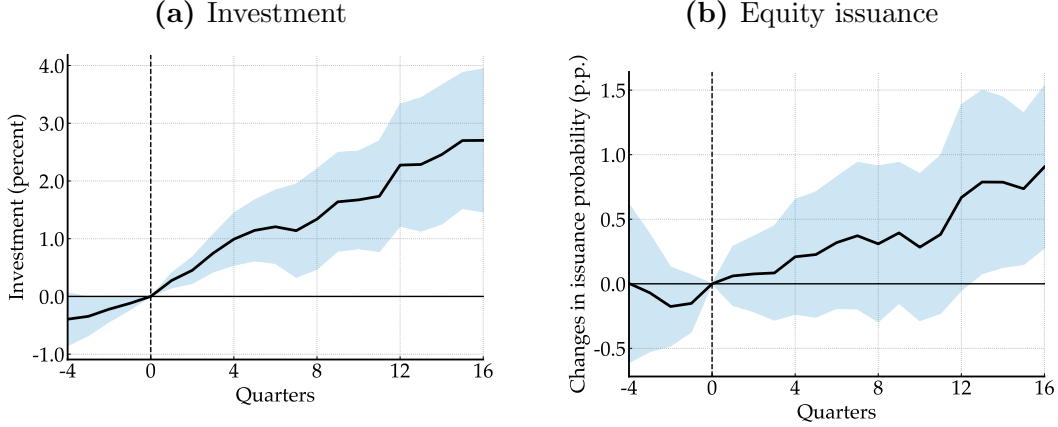 (a) Investment
Investment (percent)
4.0
3.0
2.0
1.0
0.0
-1.0
-4 0 4 8 12 16
Quarters
(b) Equity issuance
Changes in issuance probability (p.p.)
1.5
1.0
0.5
0.0
-0.5
-4 0 4 8 12 16
Quarters